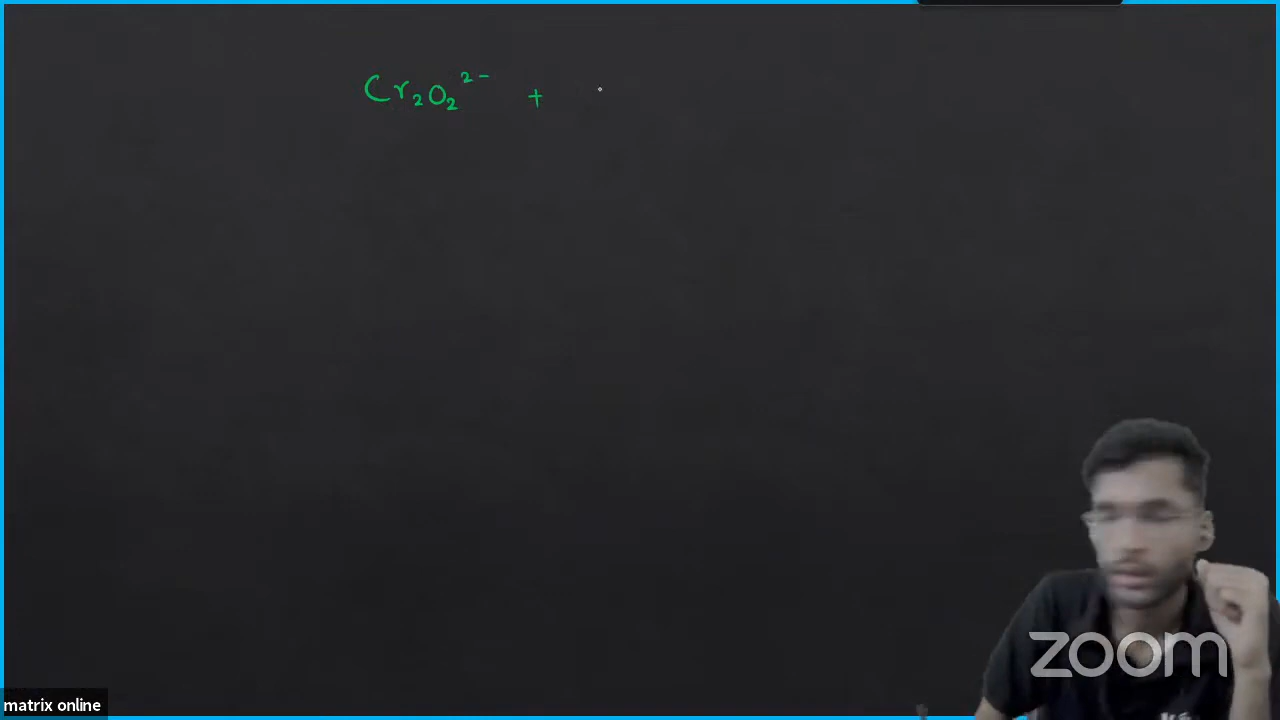 Cr₂O₂²⁻ +
zoom
matrix online